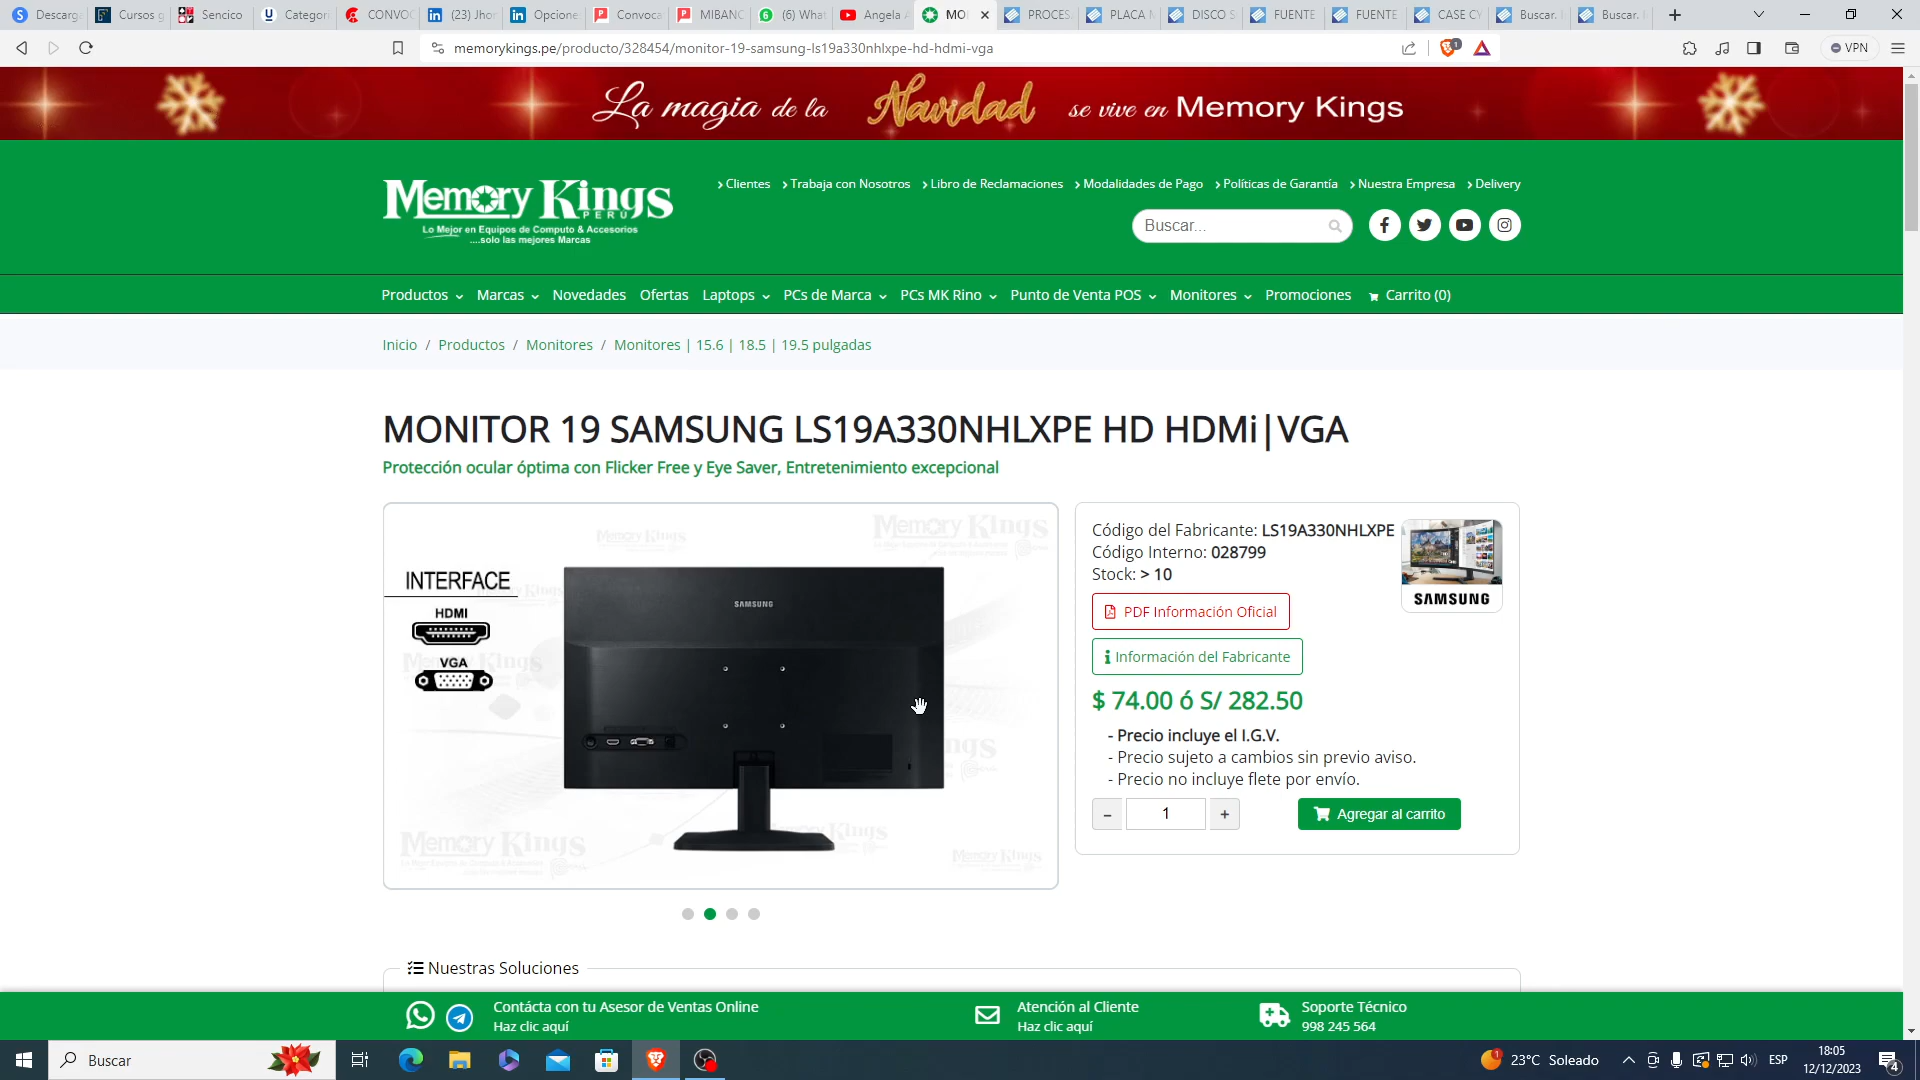 Descarg
Cursos g
Sencico
Categor
CONVOC
(23) Jho
Opcione
Convoca
MIBANC
(6) What
Angela A
MO
PROCES
PLACA M
DISCO S
FUENTE
FUENTE
CASE CY
Buscar.
Buscar.
memorykings.pe/producto/328454/monitor-19-samsung-ls19a330nhlxpe-hd-hdmi-vga
VPN
La magia de la Navidad se vive en Memory Kings
Memory Kings
PERU
Lo Mejor en Equipos de Computo & Accesorios
....solo las mejores Marcas
Clientes
Trabaja con Nosotros
Libro de Reclamaciones
Modalidades de Pago
Políticas de Garantía
Nuestra Empresa
Delivery
Buscar...
Productos
Marcas
Novedades
Ofertas
Laptops
PCs de Marca
PCs MK Rino
Punto de Venta POS
Monitores
Promociones
Carrito (0)
Inicio / Productos / Monitores / Monitores | 15.6 | 18.5 | 19.5 pulgadas
MONITOR 19 SAMSUNG LS19A330NHLXPE HD HDMi|VGA
Protección ocular óptima con Flicker Free y Eye Saver, Entretenimiento excepcional
INTERFACE
HDMI
VGA
SAMSUNG
Memory Kings
Código del Fabricante: LS19A330NHLXPE
Código Interno: 028799
Stock: > 10
SAMSUNG
PDF Información Oficial
Información del Fabricante
$ 74.00 ó S/ 282.50
- Precio incluye el I.G.V.
- Precio sujeto a cambios sin previo aviso.
- Precio no incluye flete por envío.
–
1
+
Agregar al carrito
Nuestras Soluciones
Contácta con tu Asesor de Ventas Online
Haz clic aquí
Atención al Cliente
Haz clic aquí
Soporte Técnico
998 245 564
Buscar
23°C Soleado
ESP
18:05
12/12/2023
4